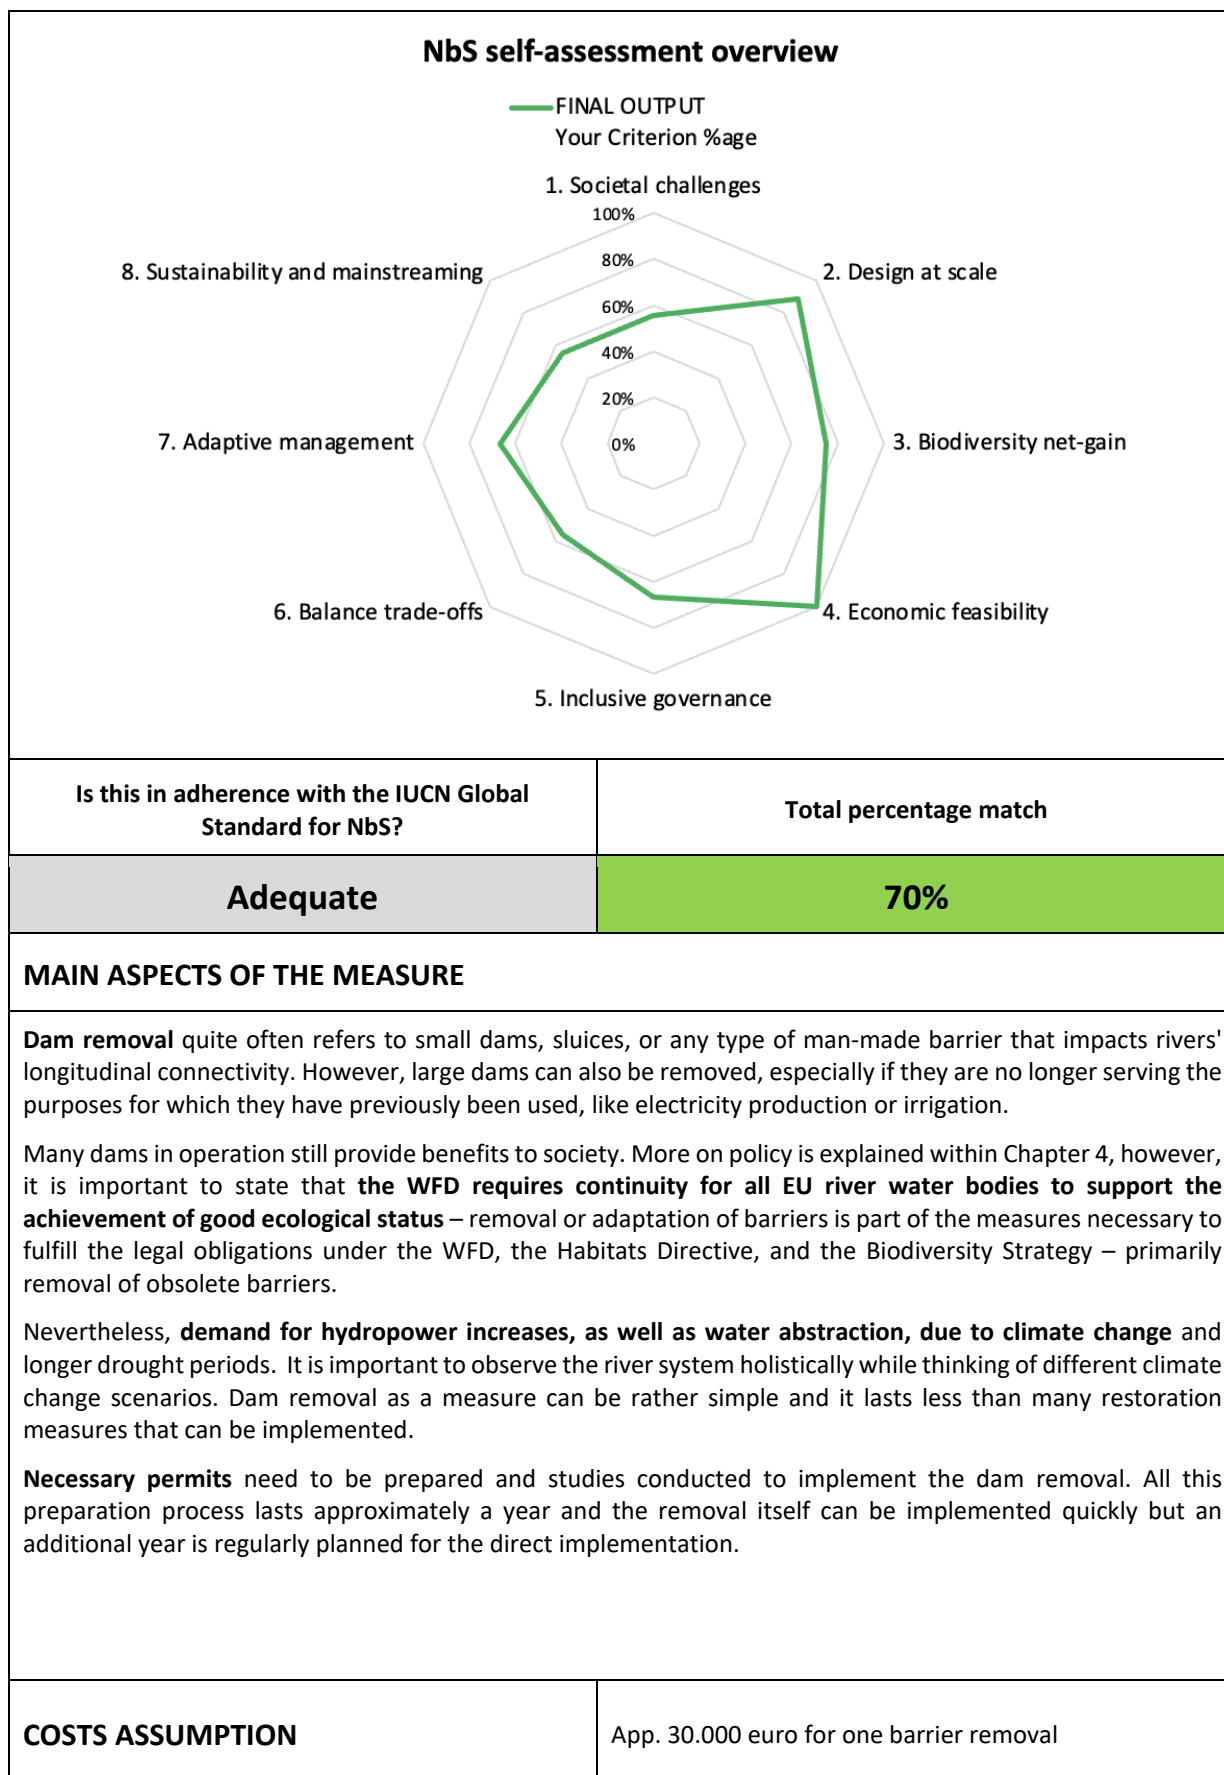 NbS self-assessment overview
FINAL OUTPUT
Your Criterion %age
1. Societal challenges
100%
8. Sustainability and mainstreaming
80%
2. Design at scale
60%
40%
20%
7. Adaptive management
0%
3. Biodiversity net-gain
6. Balance trade-offs
4. Economic feasibility
5. Inclusive governance
Is this in adherence with the IUCN Global
Standard for NbS?
Total percentage match
Adequate
70%
MAIN ASPECTS OF THE MEASURE
Dam removal quite often refers to small dams, sluices, or any type of man-made barrier that impacts rivers'
longitudinal connectivity. However, large dams can also be removed, especially if they are no longer serving the
purposes for which they have previously been used, like electricity production or irrigation.
Many dams in operation still provide benefits to society. More on policy is explained within Chapter 4, however,
it is important to state that the WFD requires continuity for all EU river water bodies to support the
achievement of good ecological status – removal or adaptation of barriers is part of the measures necessary to
fulfill the legal obligations under the WFD, the Habitats Directive, and the Biodiversity Strategy – primarily
removal of obsolete barriers.
Nevertheless, demand for hydropower increases, as well as water abstraction, due to climate change and
longer drought periods. It is important to observe the river system holistically while thinking of different climate
change scenarios. Dam removal as a measure can be rather simple and it lasts less than many restoration
measures that can be implemented.
Necessary permits need to be prepared and studies conducted to implement the dam removal. All this
preparation process lasts approximately a year and the removal itself can be implemented quickly but an
additional year is regularly planned for the direct implementation.
COSTS ASSUMPTION
App. 30.000 euro for one barrier removal